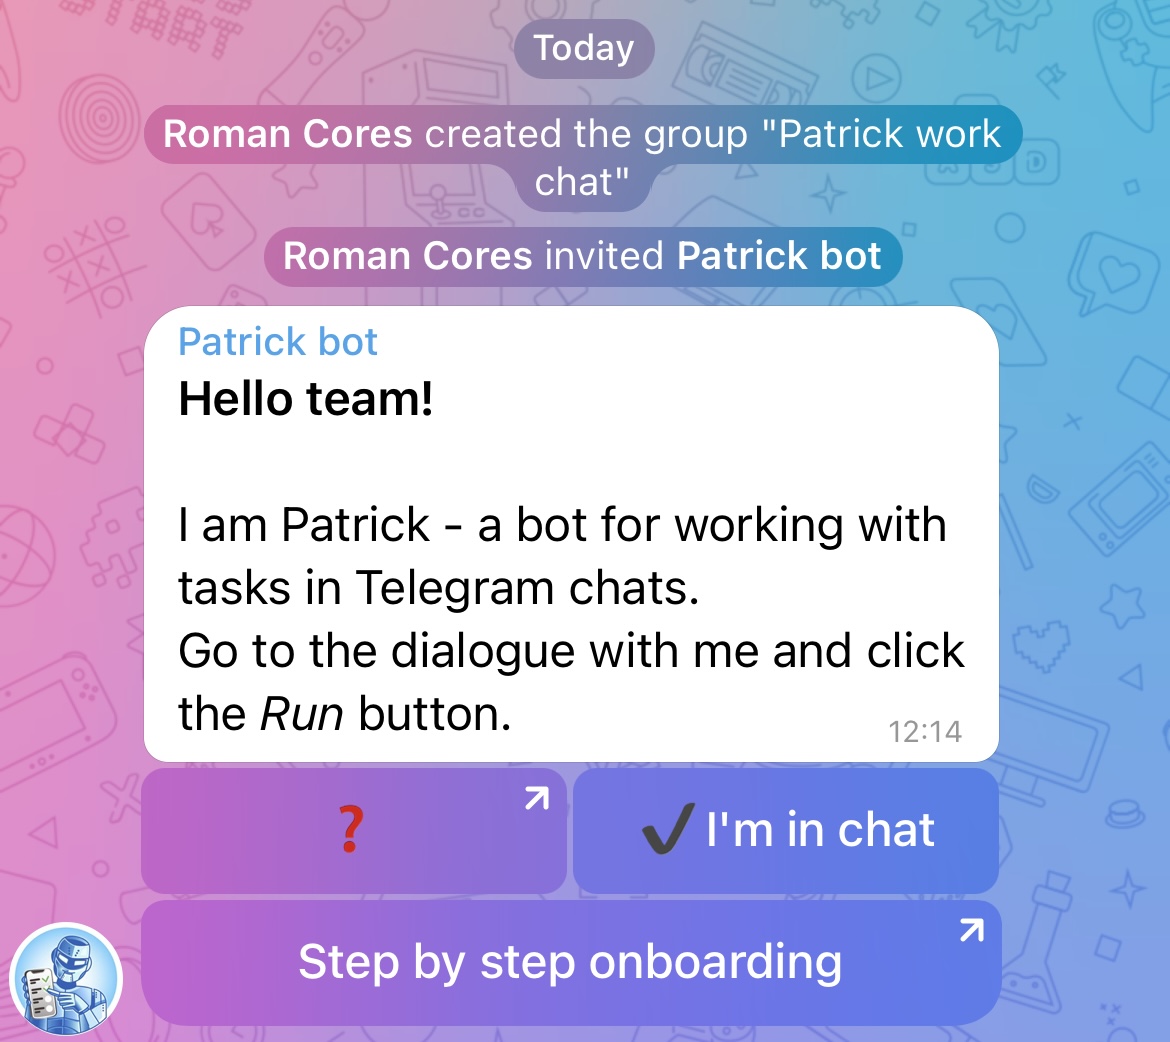 Today
Roman Cores created the group "Patrick work
chat"
Roman Cores invited Patrick bot
Patrick bot
Hello team!
I am Patrick - a bot for working with
tasks in Telegram chats.
Go to the dialogue with me and click
the Run button.
12:14
❓
✔️ I'm in chat
Step by step onboarding